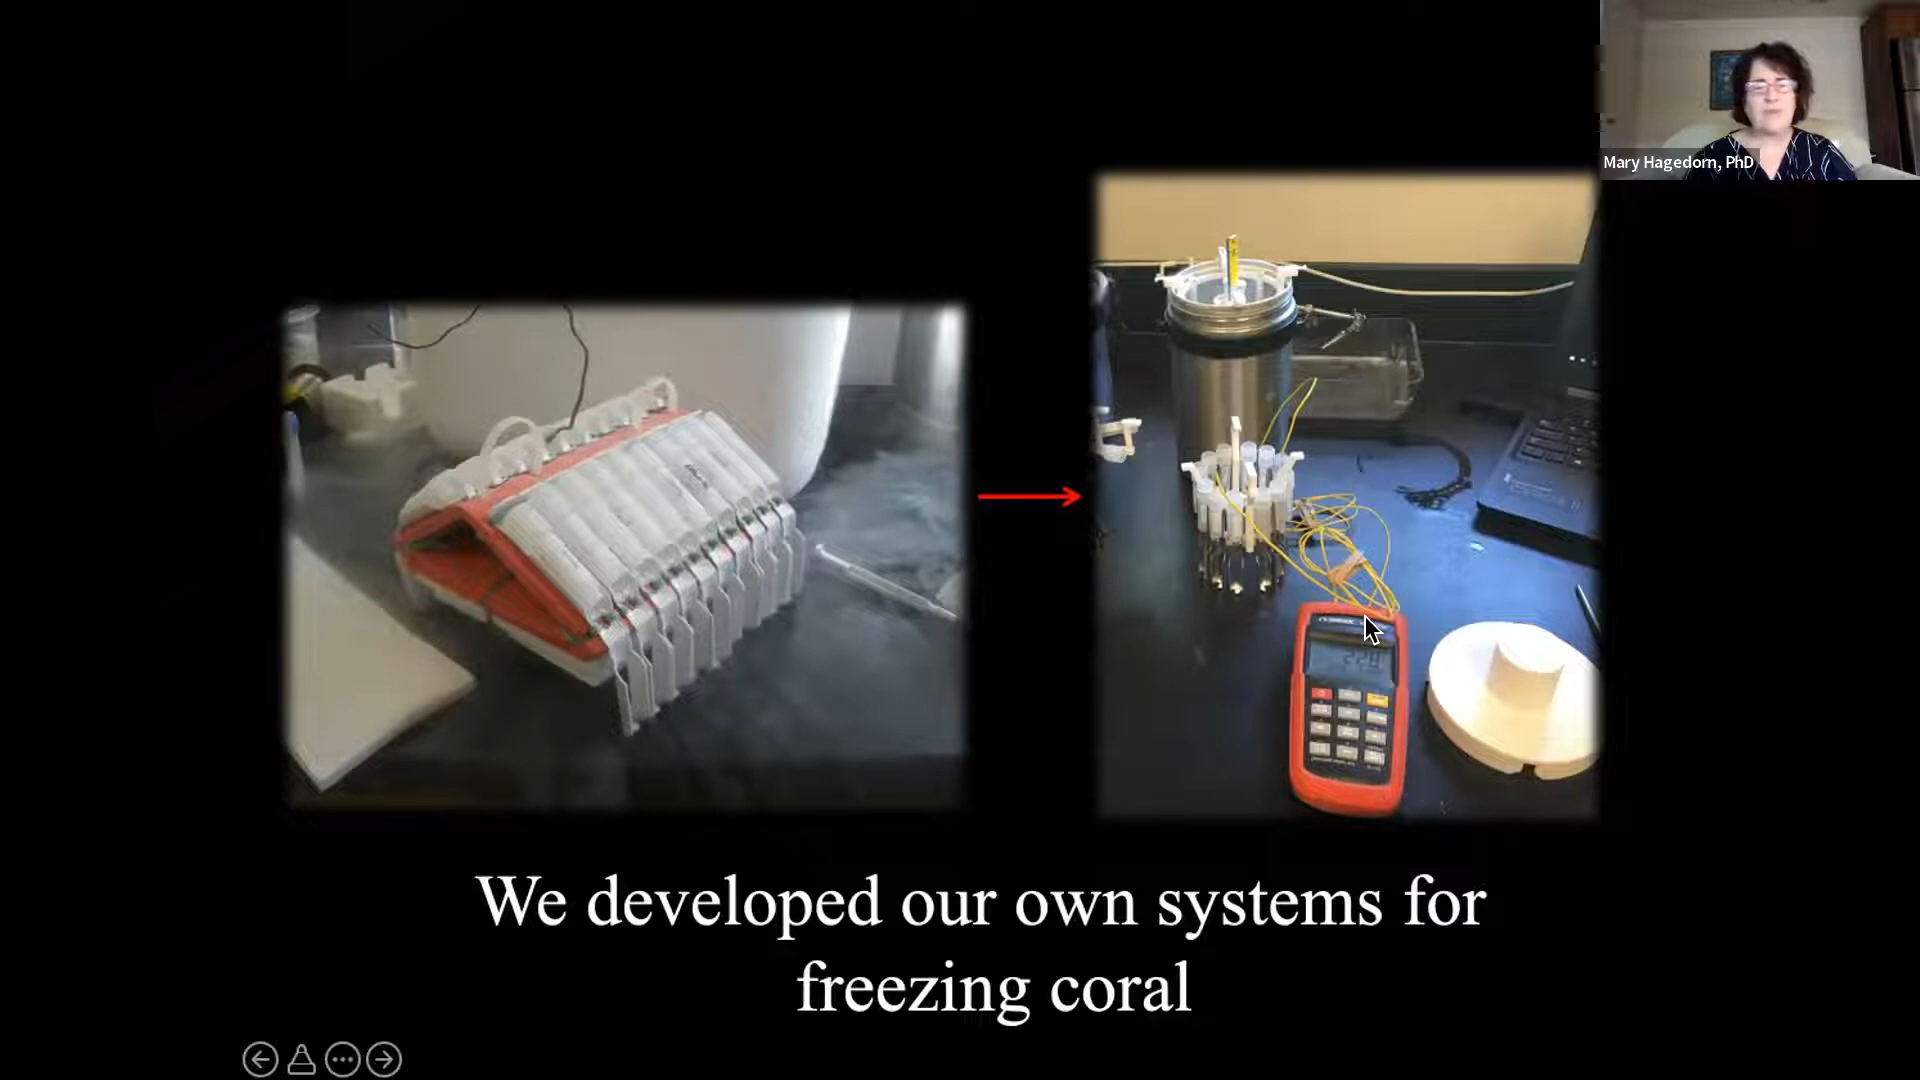 Mary Hagedorn, PhD
We developed our own systems for
freezing coral